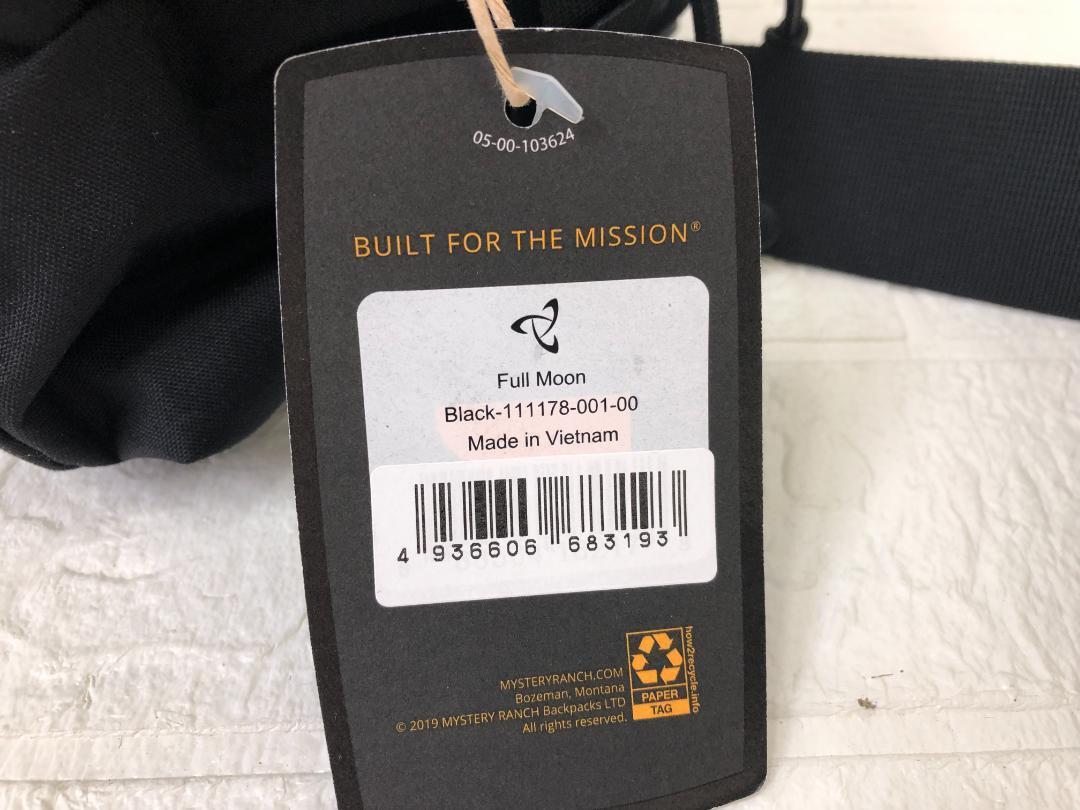 05-00-103624
BUILT FOR THE MISSION®
Full Moon
Black-111178-001-00
Made in Vietnam
4 936606 683193
how2recycle.info
PAPER
TAG
MYSTERYRANCH.COM
Bozeman, Montana
© 2019 MYSTERY RANCH Backpacks LTD
All rights reserved.